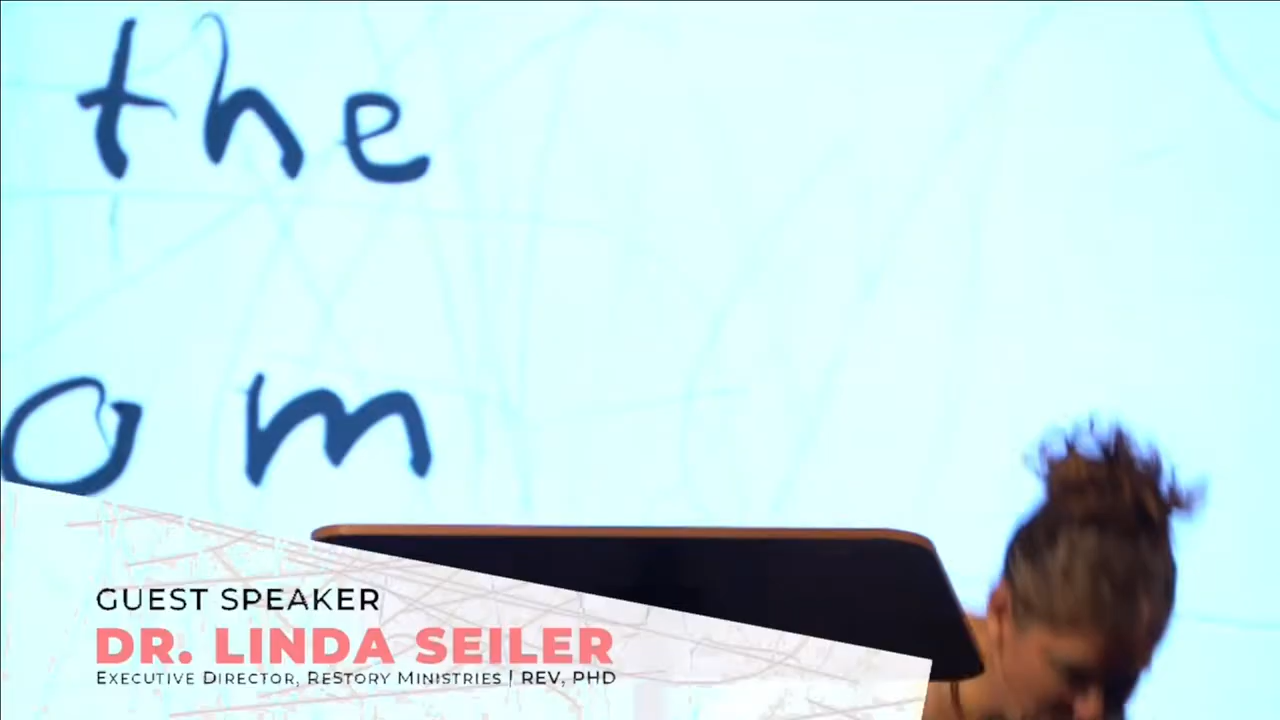 the
om
GUEST SPEAKER
DR. LINDA SEILER
EXECUTIVE DIRECTOR, RESTORY MINISTRIES | REV, PHD